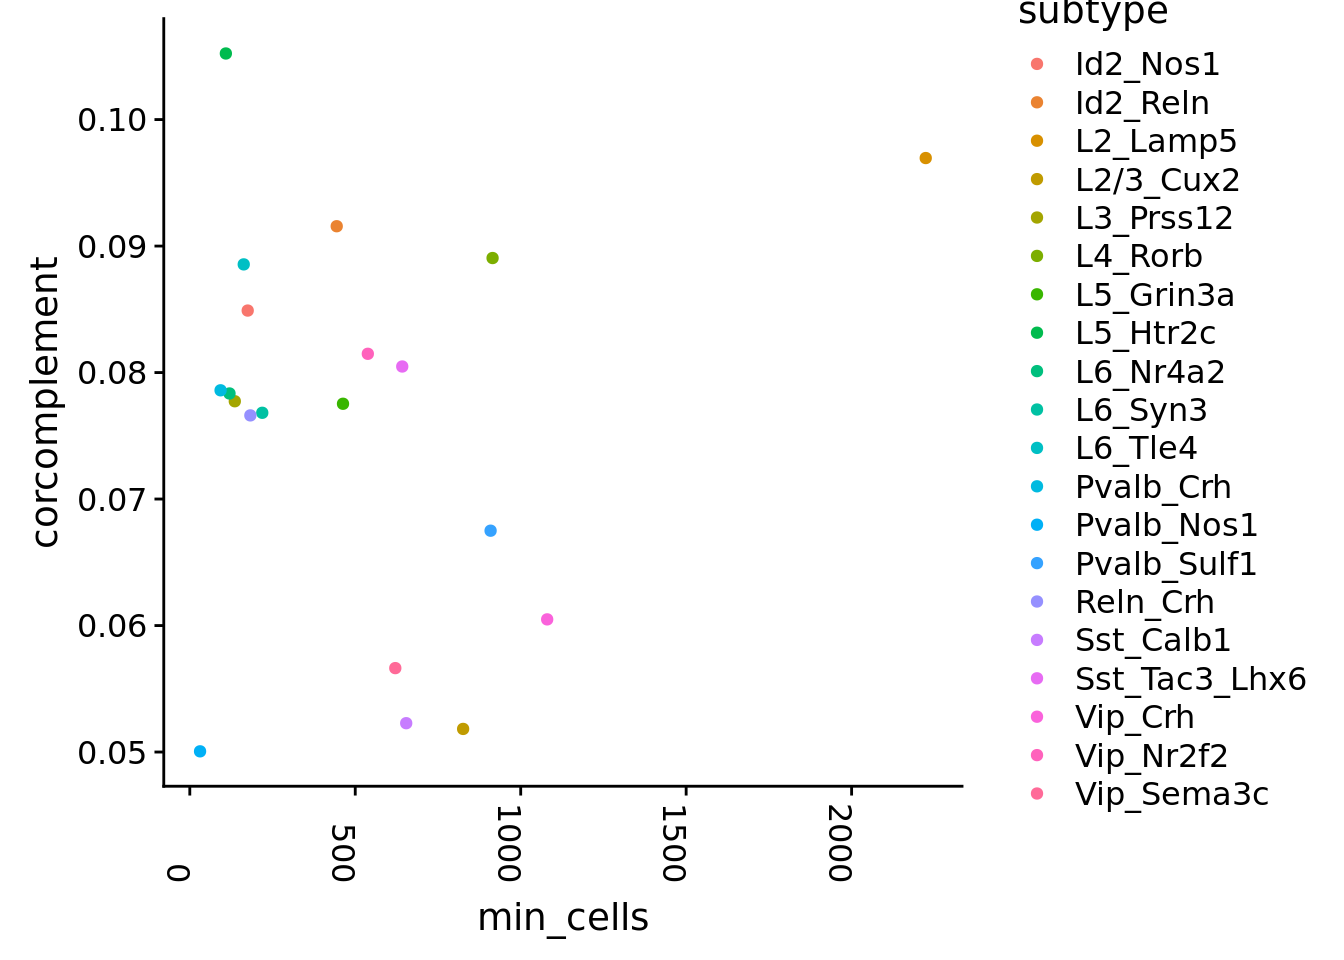 subtype
Id2_Nos1
Id2_Reln
L2_Lamp5
L2/3_Cux2
L3_Prss12
L4_Rorb
L5_Grin3a
L5_Htr2c
L6_Nr4a2
L6_Syn3
L6_Tle4
Pvalb_Crh
Pvalb_Nos1
Pvalb_Sulf1
Reln_Crh
Sst_Calb1
Sst_Tac3_Lhx6
Vip_Crh
Vip_Nr2f2
Vip_Sema3c
corcomplement
0.10
0.09
0.08
0.07
0.06
0.05
0
500
1000
1500
2000
min_cells